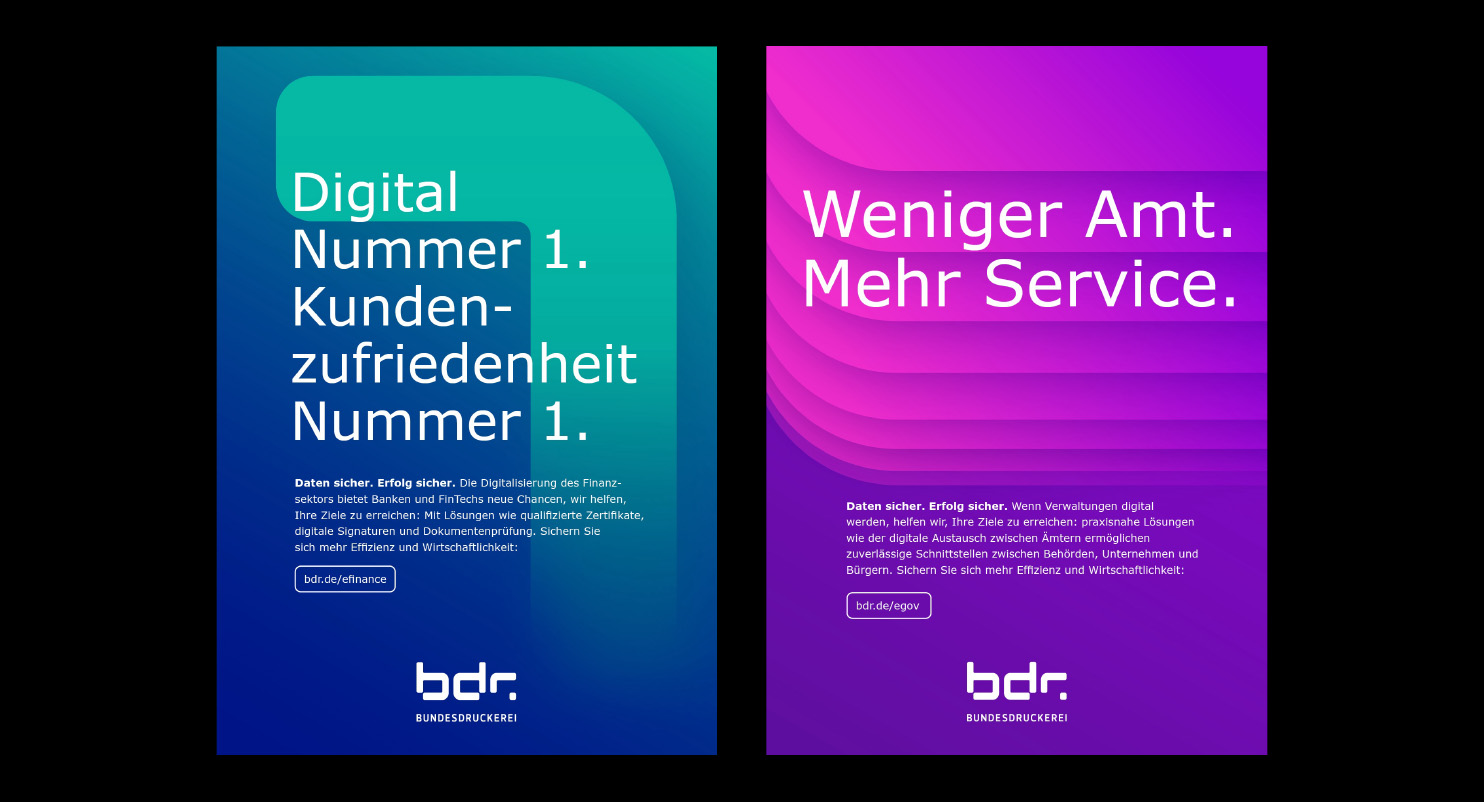 Digital
Nummer 1.
Kunden-
zufriedenheit
Nummer 1.
Daten sicher. Erfolg sicher. Die Digitalisierung des Finanz-
sektors bietet Banken und FinTechs neue Chancen, wir helfen,
Ihre Ziele zu erreichen: Mit Lösungen wie qualifizierte Zertifikate,
digitale Signaturen und Dokumentenprüfung. Sichern Sie
sich mehr Effizienz und Wirtschaftlichkeit:
bdr.de/efinance
bdr.
BUNDESDRUCKEREI
Weniger Amt.
Mehr Service.
Daten sicher. Erfolg sicher. Wenn Verwaltungen digital
werden, helfen wir, Ihre Ziele zu erreichen: praxisnahe Lösungen
wie der digitale Austausch zwischen Ämtern ermöglichen
zuverlässige Schnittstellen zwischen Behörden, Unternehmen und
Bürgern. Sichern Sie sich mehr Effizienz und Wirtschaftlichkeit:
bdr.de/egov
bdr.
BUNDESDRUCKEREI